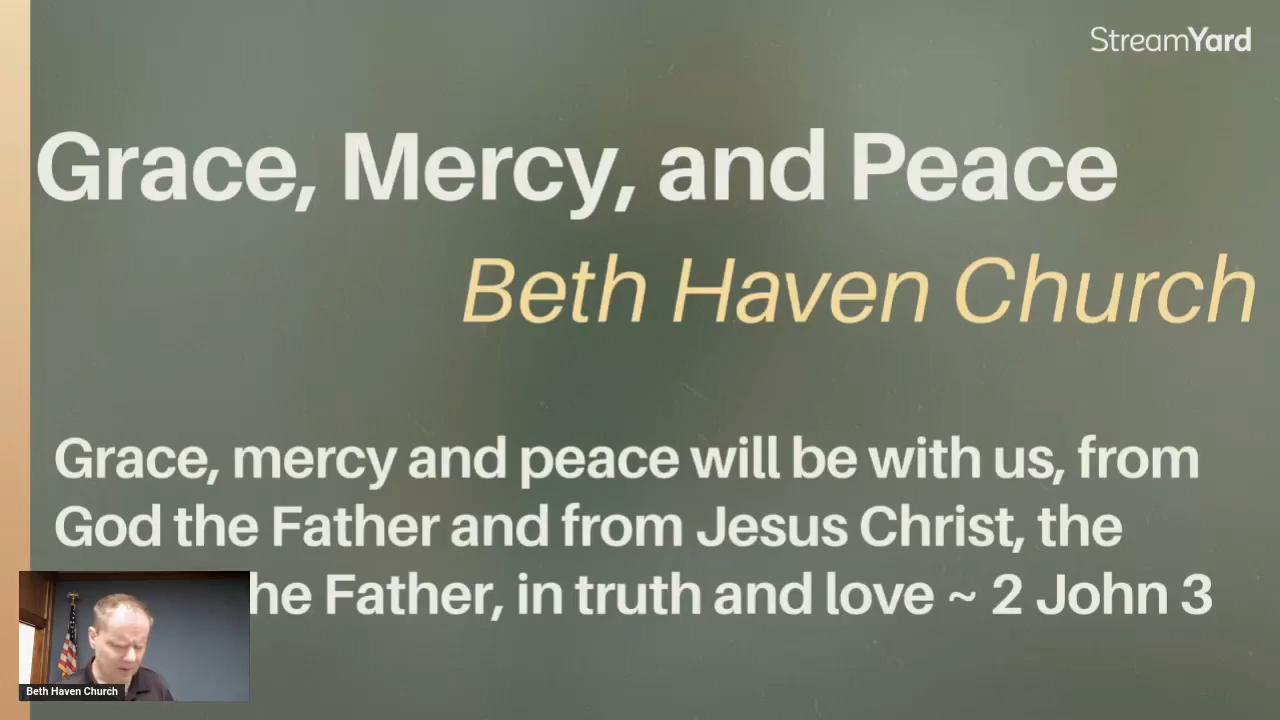 StreamYard
Grace, Mercy, and Peace
Beth Haven Church
Grace, mercy and peace will be with us, from
God the Father and from Jesus Christ, the
he Father, in truth and love ~ 2 John 3
Beth Haven Church